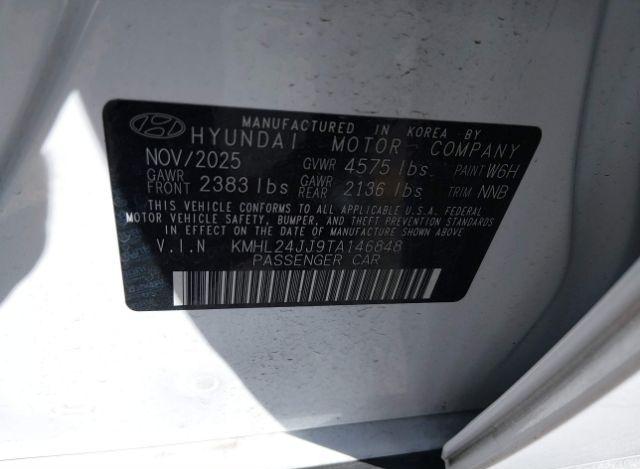 MANUFACTURED IN KOREA BY
HYUNDAI MOTOR COMPANY
NOV/2025 GVWR 4575 lbs PAINT W6H
GAWR FRONT 2383 lbs GAWR REAR 2136 lbs TRIM NNB
THIS VEHICLE CONFORMS TO ALL APPLICABLE U.S.A. FEDERAL
MOTOR VEHICLE SAFETY, BUMPER, AND THEFT PREVENTION STANDARDS
IN EFFECT ON THE DATE OF MANUFACTURE SHOWN ABOVE.
V.I.N KMHL24JJ9TA146848
PASSENGER CAR